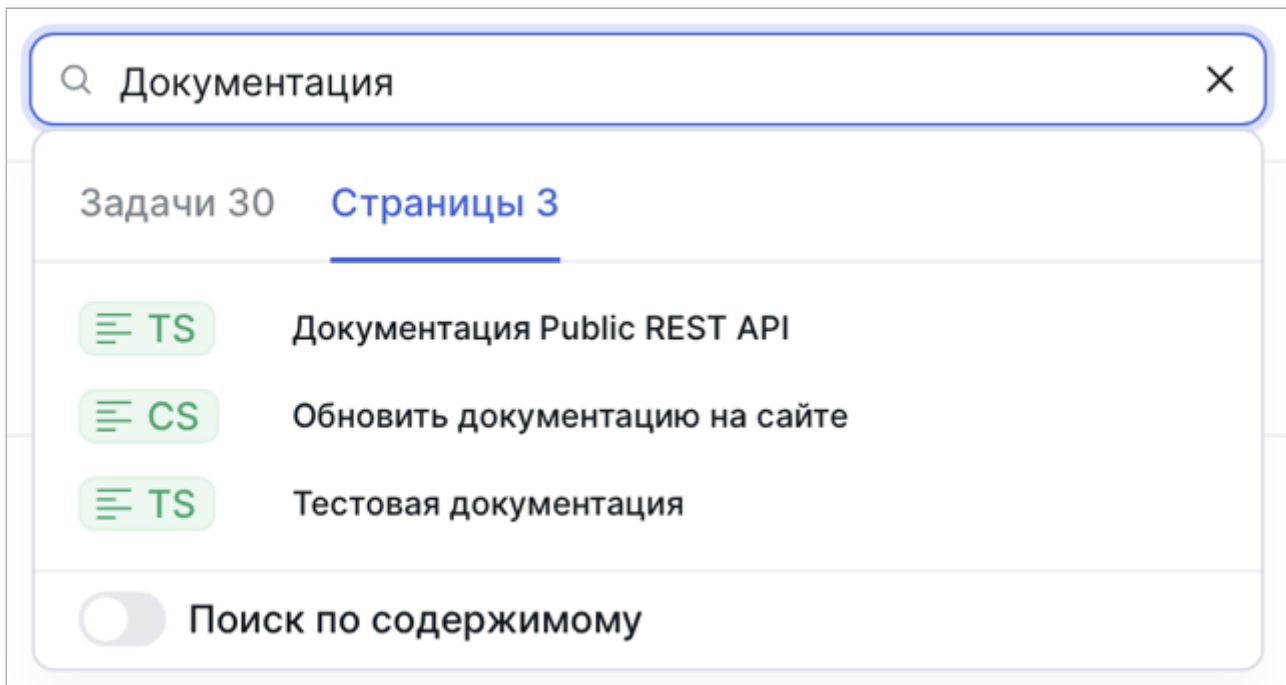 Документация
Задачи 30 Страницы 3
TS Документация Public REST API
CS Обновить документацию на сайте
TS Тестовая документация
Поиск по содержимому